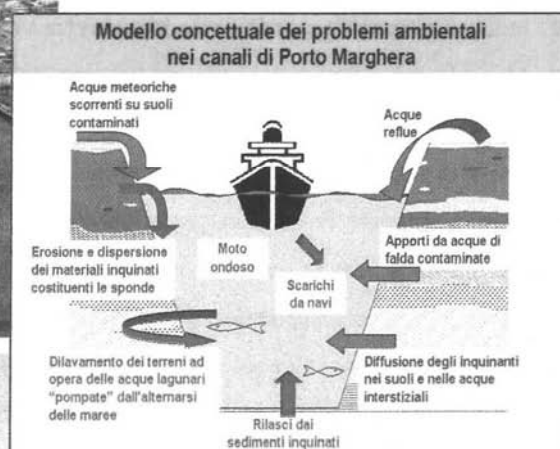 Modello concettuale dei problemi ambientali
nei canali di Porto Marghera
Acque meteoriche
scorrenti su suoli
contaminati
Acque
reflue
Erosione e dispersione
dei materiali inquinati
costituenti le sponde
Moto
ondoso
Scarichi
da navi
Apporti da acque di
falda contaminate
Dilavamento dei terreni ad
opera delle acque lagunari
"pompate" dall'alternarsi
delle maree
Diffusione degli inquinanti
nei suoli e nelle acque
interstiziali
Rilasci dai
sedimenti inquinati